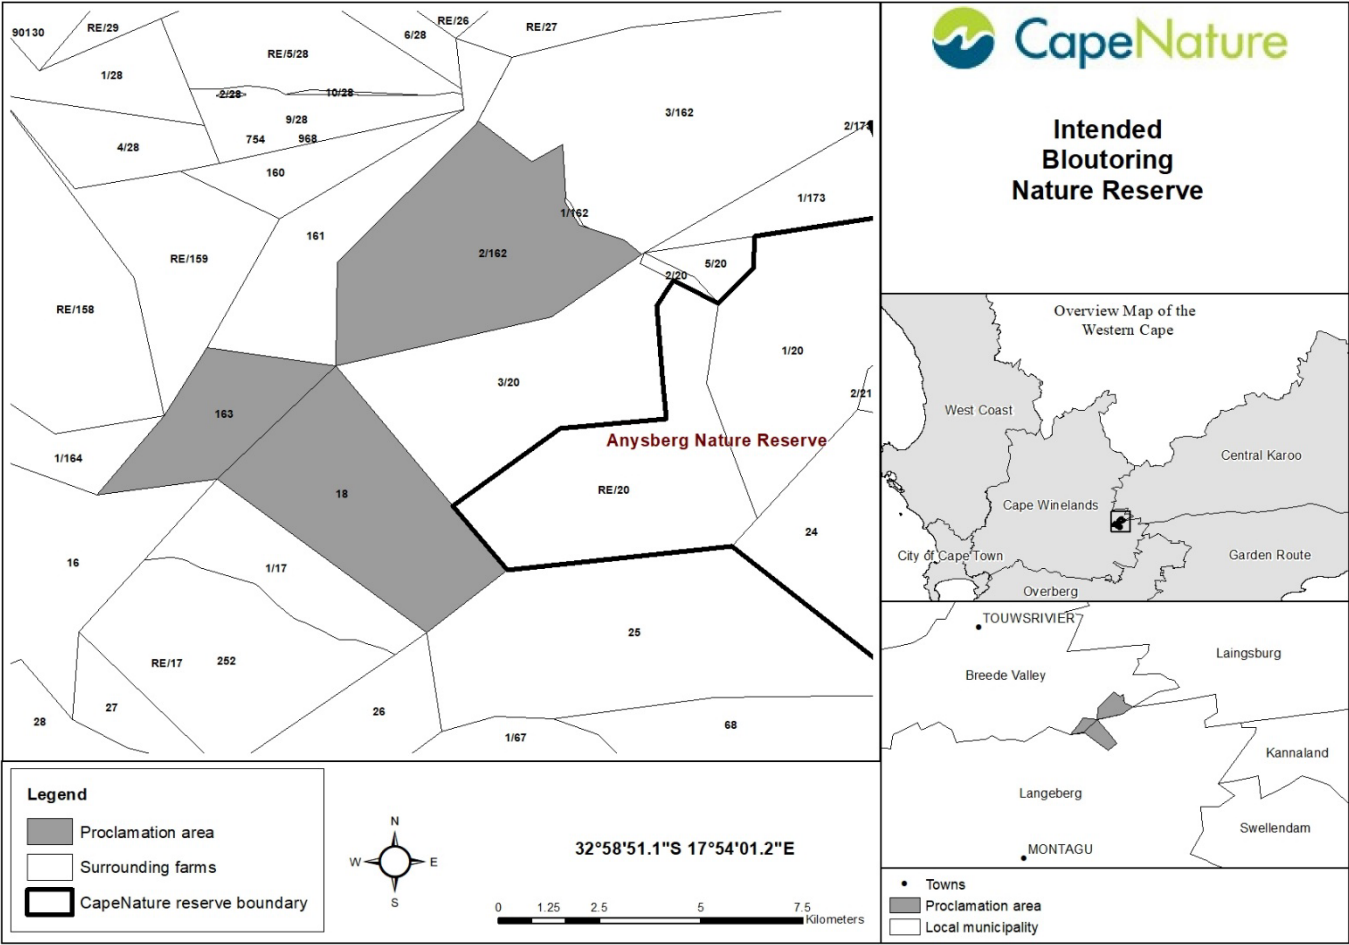 90130
RE/29
RE/26
RE/27
6/28
RE/5/28
1/28
2/28
10/28
9/28
3/162
2/173
4/28
754
968
160
1/173
161
1/162
2/162
RE/159
5/20
2/20
RE/158
1/20
3/20
2/21
163
Anysberg Nature Reserve
1/164
18
RE/20
24
16
1/17
25
RE/17
252
27
26
28
1/67
68
CapeNature
Intended
Bloutoring
Nature Reserve
Overview Map of the
Western Cape
West Coast
Central Karoo
Cape Winelands
City of Cape Town
Garden Route
Overberg
TOUWSRIVIER
Laingsburg
Breede Valley
Kannaland
Langeberg
Swellendam
MONTAGU
Towns
Proclamation area
Local municipality
Legend
Proclamation area
Surrounding farms
CapeNature reserve boundary
N
W
E
S
32°58'51.1"S 17°54'01.2"E
0 1.25 2.5 5 7.5
Kilometers